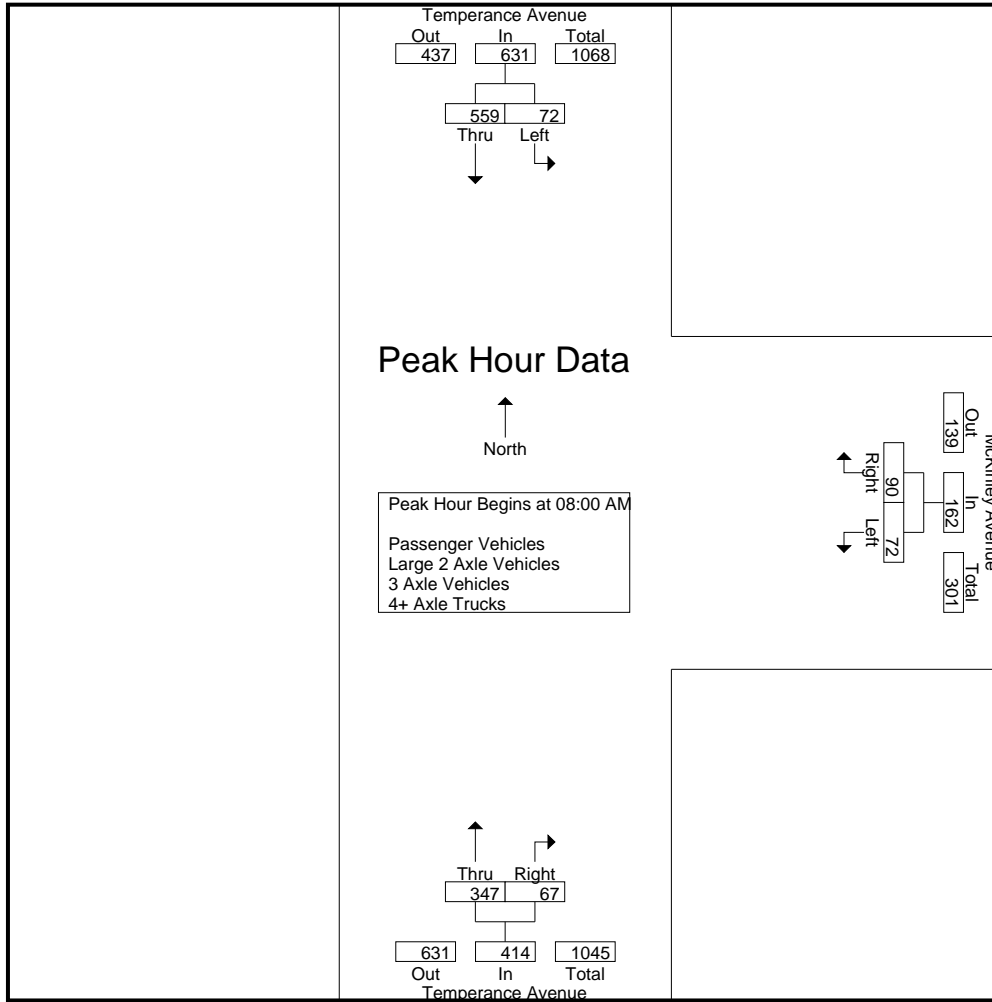 Temperance Avenue
Out In Total
437 631 1068
559 72
Thru Left
Peak Hour Data
North
Peak Hour Begins at 08:00 AM
Passenger Vehicles
Large 2 Axle Vehicles
3 Axle Vehicles
4+ Axle Trucks
McKinley Avenue
Out In Total
139 162 301
90 72
Right Left
Thru Right
347 67
631 414 1045
Out In Total
Temperance Avenue